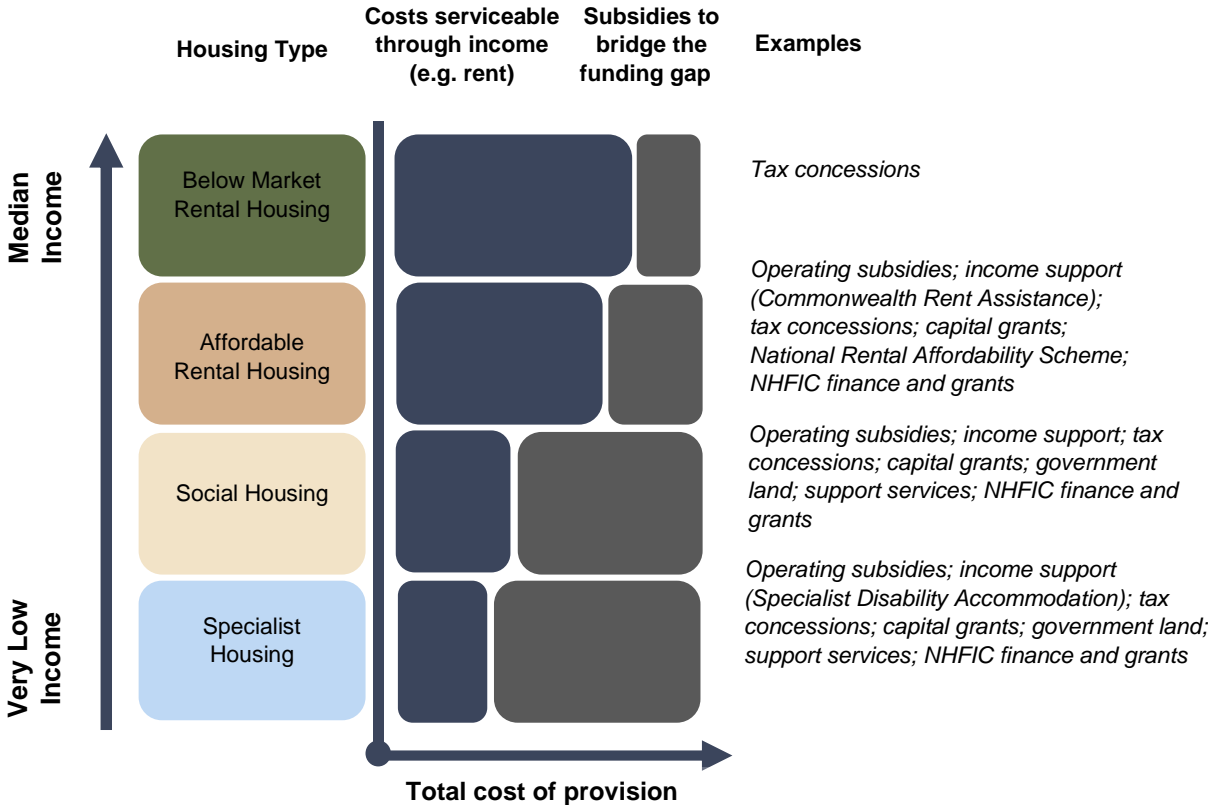 Housing Type
Costs serviceable
through income
(e.g. rent)
Subsidies to
bridge the
funding gap
Examples
Median
Income
Below Market
Rental Housing
Tax concessions
Affordable
Rental Housing
Operating subsidies; income support
(Commonwealth Rent Assistance);
tax concessions; capital grants;
National Rental Affordability Scheme;
NHFIC finance and grants
Social Housing
Operating subsidies; income support; tax
concessions; capital grants; government
land; support services; NHFIC finance and
grants
Very Low
Income
Specialist
Housing
Operating subsidies; income support
(Specialist Disability Accommodation); tax
concessions; capital grants; government land;
support services; NHFIC finance and grants
Total cost of provision